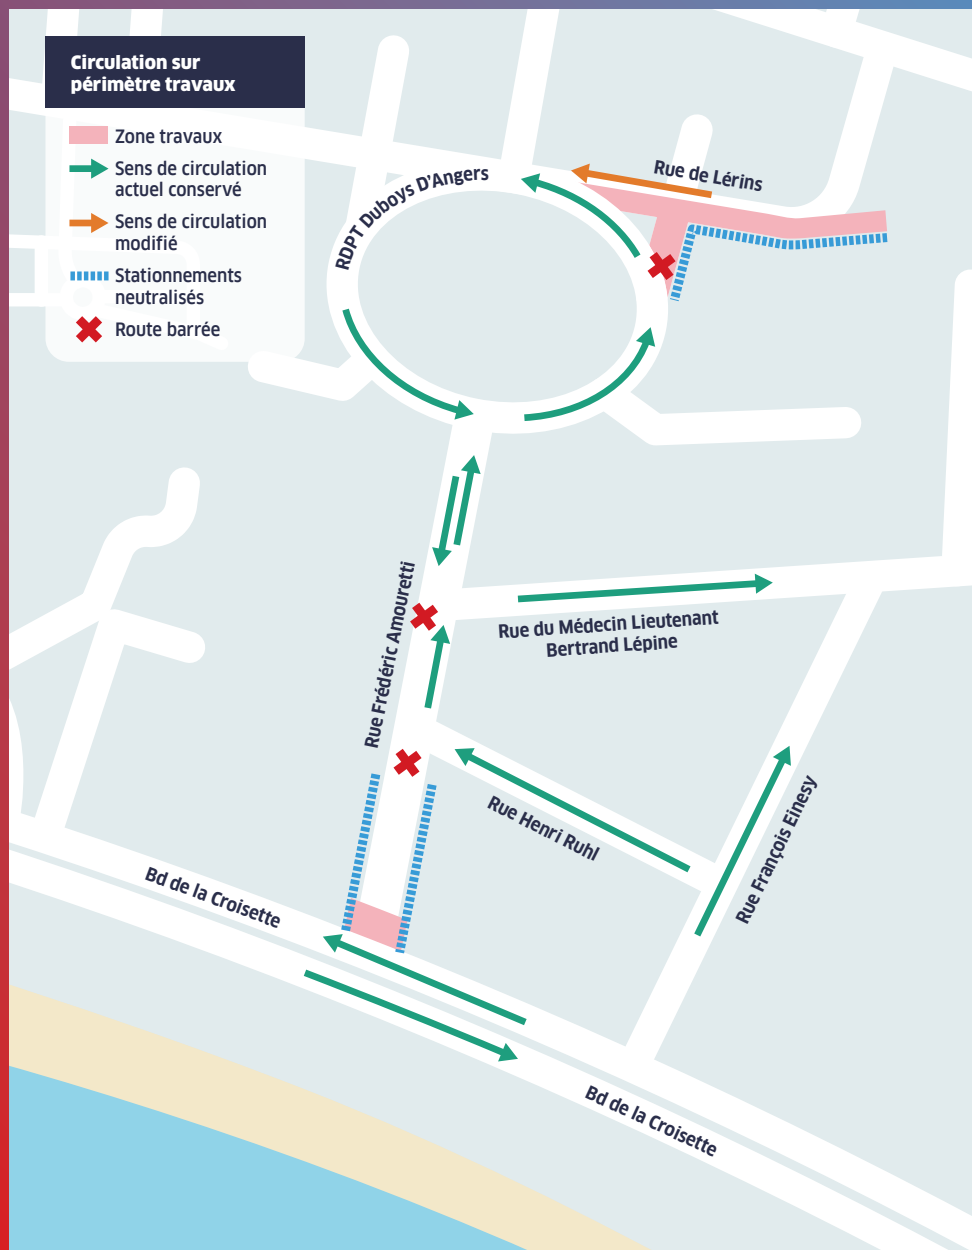 Circulation sur
périmètre travaux
Zone travaux
Sens de circulation
actuel conservé
Sens de circulation
modifié
Stationnements
neutralisés
Route barrée
RDPT Duboys D'Angers
Rue de Lérins
Rue Frédéric Amouretti
Rue du Médecin Lieutenant
Bertrand Lépine
Rue Henri Ruhl
Rue François Einesy
Bd de la Croisette
Bd de la Croisette